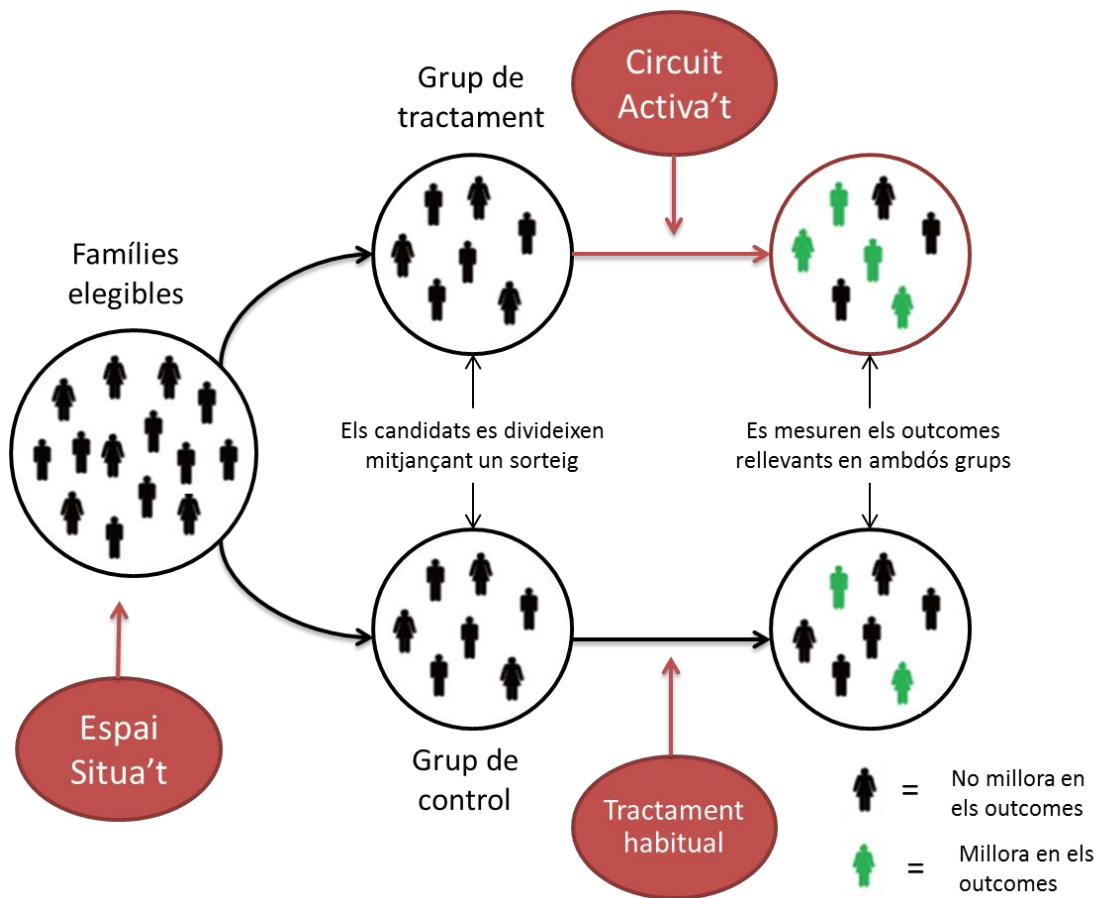 Grup de
tractament
Circuit
Activa't
Famílies
elegibles
Els candidats es divideixen
mitjançant un sorteig
Es mesuren els outcomes
rellevants en ambdós grups
Espai
Situa't
Grup de
control
Tractament
habitual
= No millora en
els outcomes
= Millora en els
outcomes